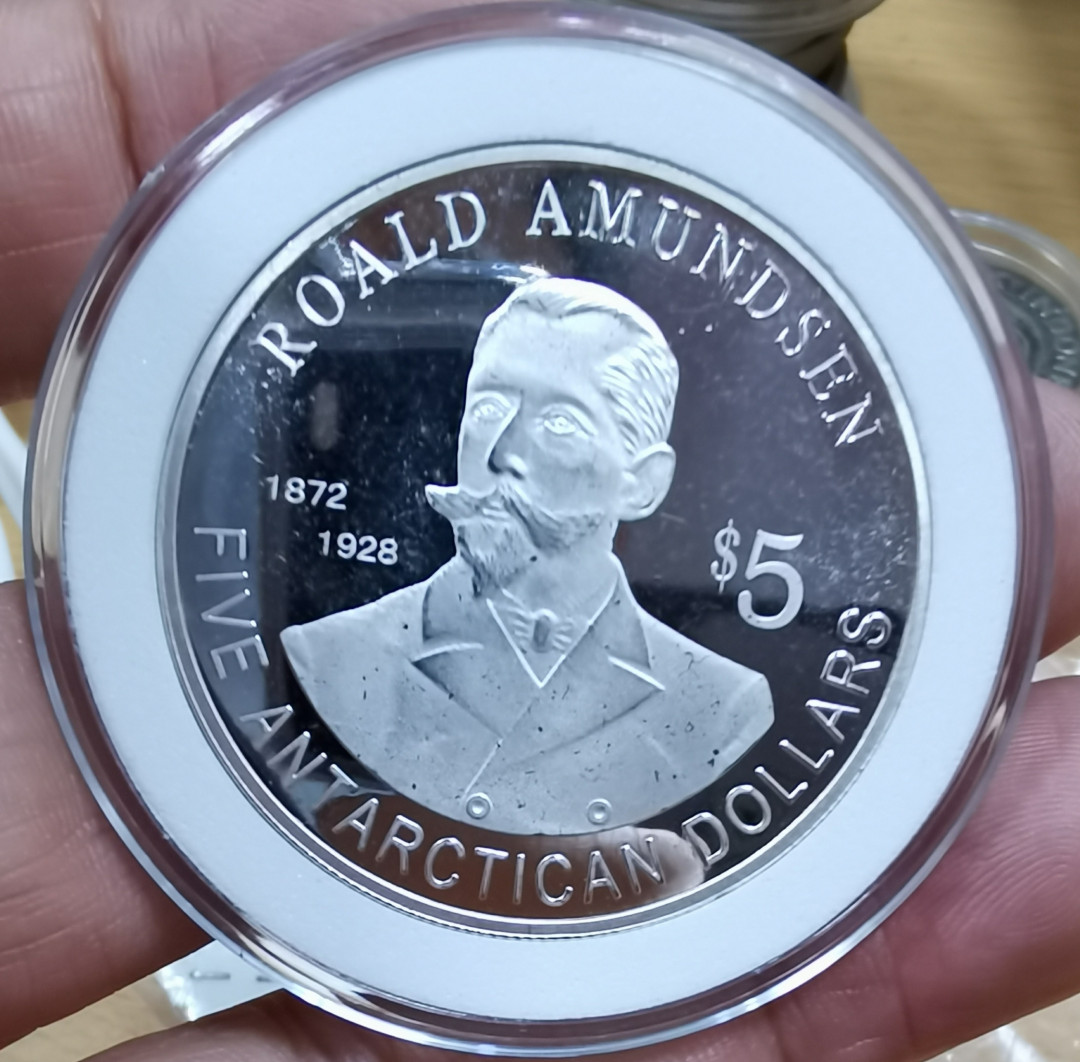 ROALD AMUNDSEN
1872
1928
$5
FIVE ANTARCTICAN DOLLARS